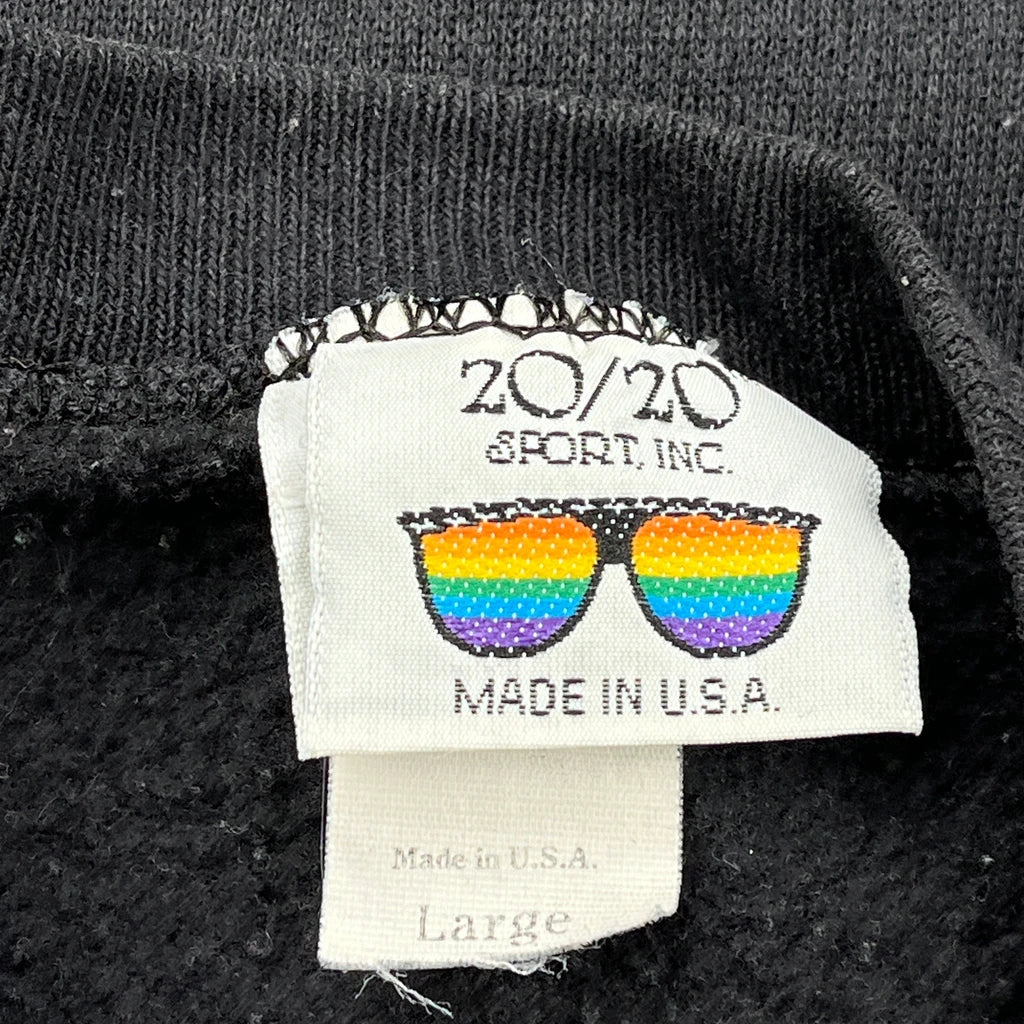 20/20
SPORT, INC.
MADE IN U.S.A.
Made in U.S.A.
Large